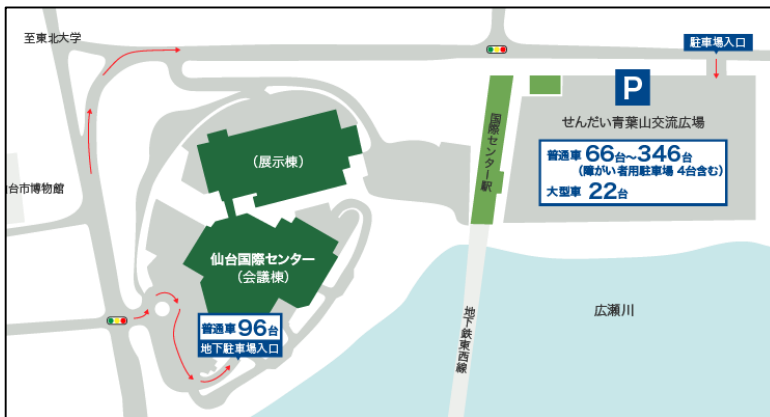 至東北大学
駐車場入口
P
せんだい青葉山交流広場
普通車 66台～346台
(障がい者用駐車場 4台含む)
大型車 22台
国際センター駅
(展示棟)
台市博物館
仙台国際センター
(会議棟)
普通車 96台
地下駐車場入口
地下鉄東西線
広瀬川